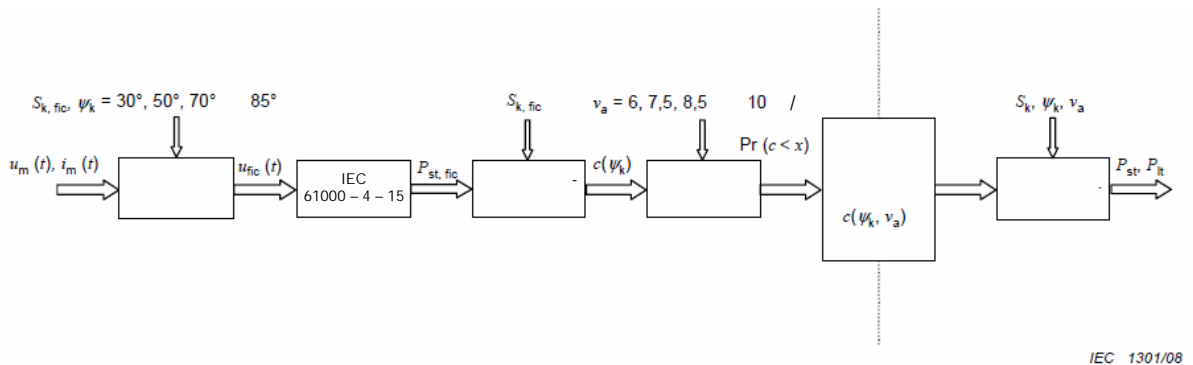 S_k, fic, ψ_k = 30°, 50°, 70° 85°
S_k, fic
v_a = 6, 7,5, 8,5 10 /
S_k, ψ_k, v_a
u_m (t), i_m (t)
u_fic (t)
IEC
61000 – 4 – 15
P_st, fic
-
c(ψ_k)
Pr (c < x)
c(ψ_k, v_a)
-
P_st, P_lt
IEC 1301/08